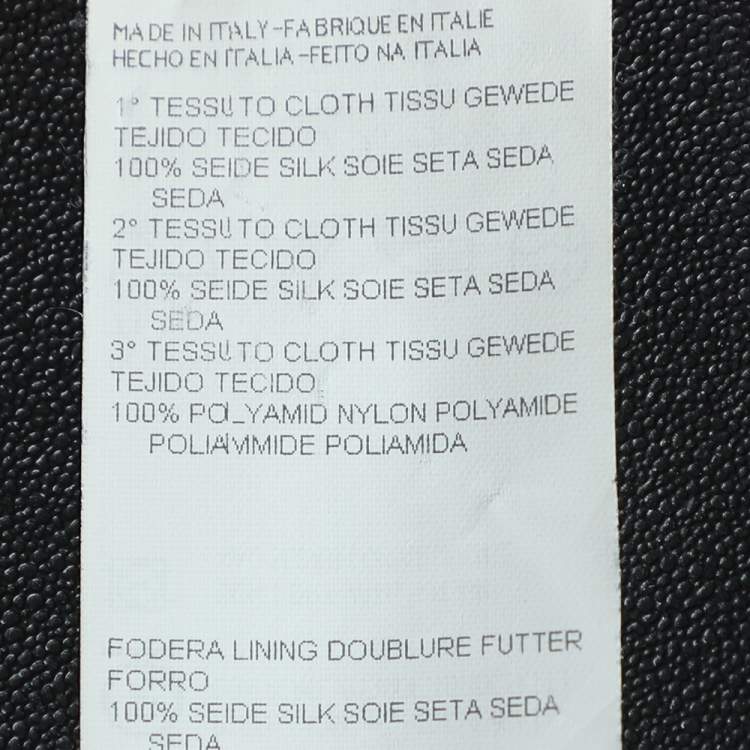 MADE IN ITALY-FABRIQUE EN ITALIE
HECHO EN ITALIA-FEITO NA ITALIA
1° TESSUTO CLOTH TISSU GEWEDE
TEJIDO TECIDO
100% SEIDE SILK SOIE SETA SEDA
SEDA
2° TESSUTO CLOTH TISSU GEWEDE
TEJIDO TECIDO
100% SEIDE SILK SOIE SETA SEDA
SEDA
3° TESSUTO CLOTH TISSU GEWEDE
TEJIDO TECIDO
100% POLYAMID NYLON POLYAMIDE
POLIAMMIDE POLIAMIDA
FODERA LINING DOUBLURE FUTTER
FORRO
100% SEIDE SILK SOIE SETA SEDA
SEDA